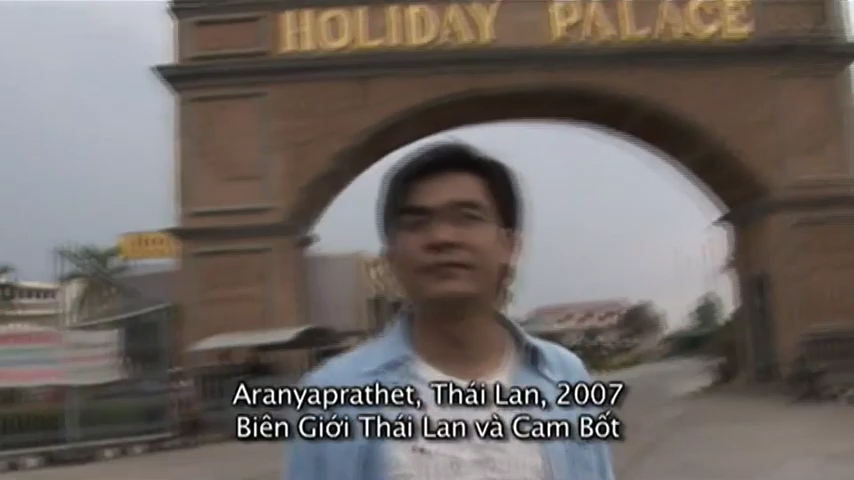 HOLIDAY PALACE
Aranyaprathet, Thái Lan, 2007
Biên Giới Thái Lan và Cam Bốt